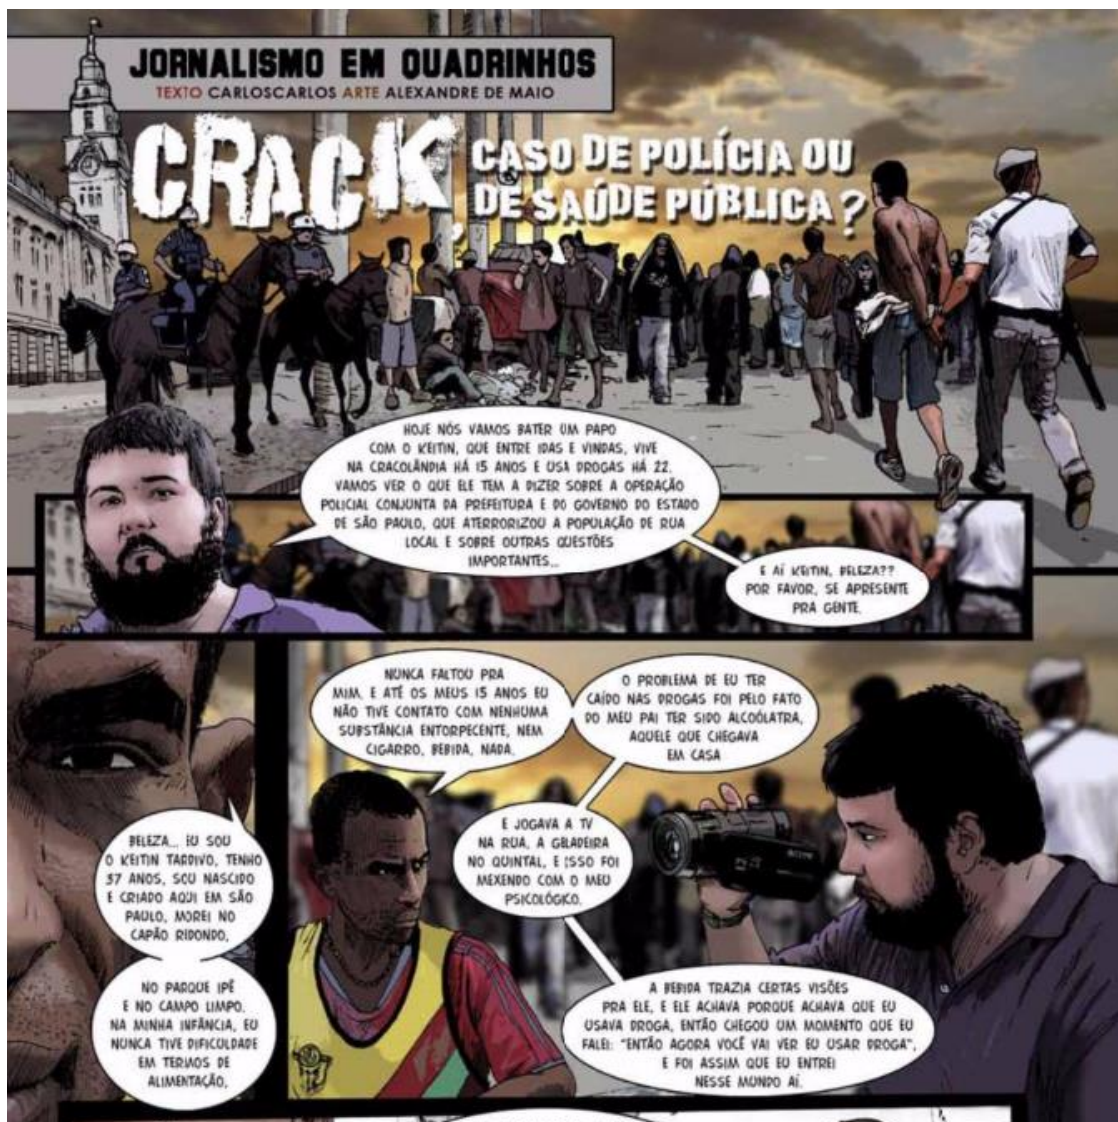 JORNALISMO EM QUADRINHOS
TEXTO CARLOSCARLOS ARTE ALEXANDRE DE MAIO
CRACK,
CASO DE POLÍCIA OU
DE SAÚDE PÚBLICA?
HOJE NÓS VAMOS BATER UM PAPO
COM O KEITIN, QUE ENTRE IDAS E VINDAS, VIVE
NA CRACOLÂNDIA HÁ 15 ANOS E USA DROGAS HÁ 22.
VAMOS VER O QUE ELE TEM A DIZER SOBRE A OPERAÇÃO
POLICIAL CONJUNTA DA PREFEITURA E DO GOVERNO DO ESTADO
DE SÃO PAULO, QUE ATERRORIZOU A POPULAÇÃO DE RUA
LOCAL E SOBRE OUTRAS QUESTÕES
IMPORTANTES...
E AÍ KEITIN, BELEZA??
POR FAVOR, SE APRESENTE
PRA GENTE.
BELEZA... EU SOU
O KEITIN TARDIVO, TENHO
37 ANOS, SOU NASCIDO
E CRIADO AQUI EM SÃO
PAULO, MOREI NO
CAPÃO RIDONDO,
NO PARQUE IPÊ
E NO CAMPO LIMPO.
NA MINHA INFÂNCIA, EU
NUNCA TIVE DIFICULDADE
EM TERMOS DE
ALIMENTAÇÃO,
NUNCA FALTOU PRA
MIM. E ATÉ OS MEUS 15 ANOS EU
NÃO TIVE CONTATO COM NENHUMA
SUBSTÂNCIA ENTORPECENTE, NEM
CIGARRO, BEBIDA, NADA.
O PROBLEMA DE EU TER
CAÍDO NAS DROGAS FOI PELO FATO
DO MEU PAI TER SIDO ALCOÓLATRA,
AQUELE QUE CHEGAVA
EM CASA
E JOGAVA A TV
NA RUA, A GELADEIRA
NO QUINTAL, E ISSO FOI
MEXENDO COM O MEU
PSICOLÓGICO.
A BEBIDA TRAZIA CERTAS VISÕES
PRA ELE, E ELE ACHAVA PORQUE ACHAVA QUE EU
USAVA DROGA, ENTÃO CHEGOU UM MOMENTO QUE EU
FALEI: "ENTÃO AGORA VOCÊ VAI VER EU USAR DROGA",
E FOI ASSIM QUE EU ENTREI
NESSE MUNDO AÍ.